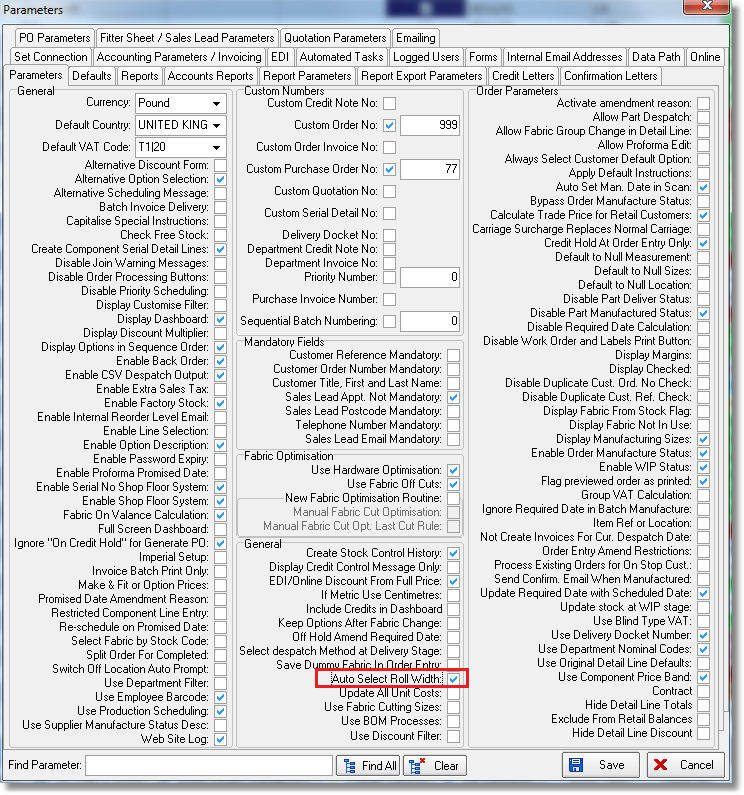 Parameters
PO Parameters Fitter Sheet / Sales Lead Parameters Quotation Parameters Emailing
Set Connection Accounting Parameters / Invoicing EDI Automated Tasks Logged Users Forms Internal Email Addresses Data Path Online
Parameters Defaults Reports Accounts Reports Report Parameters Report Export Parameters Credit Letters Confirmation Letters
General
Currency: Pound
Default Country: UNITED KING
Default VAT Code: T1|20
Alternative Discount Form:
Alternative Option Selection:
Alternative Scheduling Message:
Batch Invoice Delivery:
Capitalise Special Instructions:
Check Free Stock:
Create Component Serial Detail Lines:
Disable Join Warning Messages:
Disable Order Processing Buttons:
Disable Priority Scheduling:
Display Customise Filter:
Display Dashboard:
Display Discount Multiplier:
Display Options in Sequence Order:
Enable Back Order:
Enable CSV Despatch Output:
Enable Extra Sales Tax:
Enable Factory Stock:
Enable Internal Reorder Level Email:
Enable Line Selection:
Enable Option Description:
Enable Password Expiry:
Enable Proforma Promised Date:
Enable Serial No Shop Floor System:
Enable Shop Floor System:
Fabric On Valance Calculation:
Full Screen Dashboard:
Ignore "On Credit Hold" for Generate PO:
Imperial Setup:
Invoice Batch Print Only:
Make & Fit or Option Prices:
Promised Date Amendment Reason:
Restricted Component Line Entry:
Re-schedule on Promised Date:
Select Fabric by Stock Code:
Split Order For Completed:
Switch Off Location Auto Prompt:
Use Department Filter:
Use Employee Barcode:
Use Production Scheduling:
Use Supplier Manufacture Status Desc:
Web Site Log:
Custom Numbers
Custom Credit Note No:
Custom Order No: 999
Custom Order Invoice No:
Custom Purchase Order No: 77
Custom Quotation No:
Custom Serial Detail No:
Delivery Docket No:
Department Credit Note No:
Department Invoice No:
Priority Number: 0
Purchase Invoice Number:
Sequential Batch Numbering: 0
Mandatory Fields
Customer Reference Mandatory:
Customer Order Number Mandatory:
Customer Title, First and Last Name:
Sales Lead Appt. Not Mandatory:
Sales Lead Postcode Mandatory:
Telephone Number Mandatory:
Sales Lead Email Mandatory:
Fabric Optimisation
Use Hardware Optimisation:
Use Fabric Off Cuts:
New Fabric Optimisation Routine:
Manual Fabric Cut Optimisation:
Manual Fabric Cut Opt. Last Cut Rule:
General
Create Stock Control History:
Display Credit Control Message Only:
EDI/Online Discount From Full Price:
If Metric Use Centimetres:
Include Credits in Dashboard
Keep Options After Fabric Change:
Off Hold Amend Required Date:
Select despatch Method at Delivery Stage:
Save Dummy Fabric In Order Entry:
Auto Select Roll Width:
Update All Unit Costs:
Use Fabric Cutting Sizes:
Use BOM Processes:
Use Discount Filter:
Order Parameters
Activate amendment reason:
Allow Part Despatch:
Allow Fabric Group Change in Detail Line:
Allow Proforma Edit:
Always Select Customer Default Option:
Apply Default Instructions:
Auto Set Man. Date in Scan:
Bypass Order Manufacture Status:
Calculate Trade Price for Retail Customers:
Carriage Surcharge Replaces Normal Carriage:
Credit Hold At Order Entry Only:
Default to Null Measurement:
Default to Null Sizes:
Default to Null Location:
Disable Part Deliver Status:
Disable Part Manufactured Status:
Disable Required Date Calculation:
Disable Work Order and Labels Print Button:
Display Margins:
Display Checked:
Disable Duplicate Cust. Ord. No Check:
Disable Duplicate Cust. Ref. Check:
Display Fabric From Stock Flag:
Display Fabric Not In Use:
Display Manufacturing Sizes:
Enable Order Manufacture Status:
Enable WIP Status:
Flag previewed order as printed:
Group VAT Calculation:
Ignore Required Date in Batch Manufacture:
Item Ref or Location:
Not Create Invoices For Cur. Despatch Date:
Order Entry Amend Restrictions:
Process Existing Orders for On Stop Cust.:
Send Confirm. Email When Manufactured:
Update Required Date with Scheduled Date:
Update stock at WIP stage:
Use Blind Type VAT:
Use Delivery Docket Number:
Use Department Nominal Codes:
Use Original Detail Line Defaults:
Use Component Price Band:
Contract
Hide Detail Line Totals
Exclude From Retail Balances
Hide Detail Line Discount
Find Parameter: Find All Clear Save Cancel